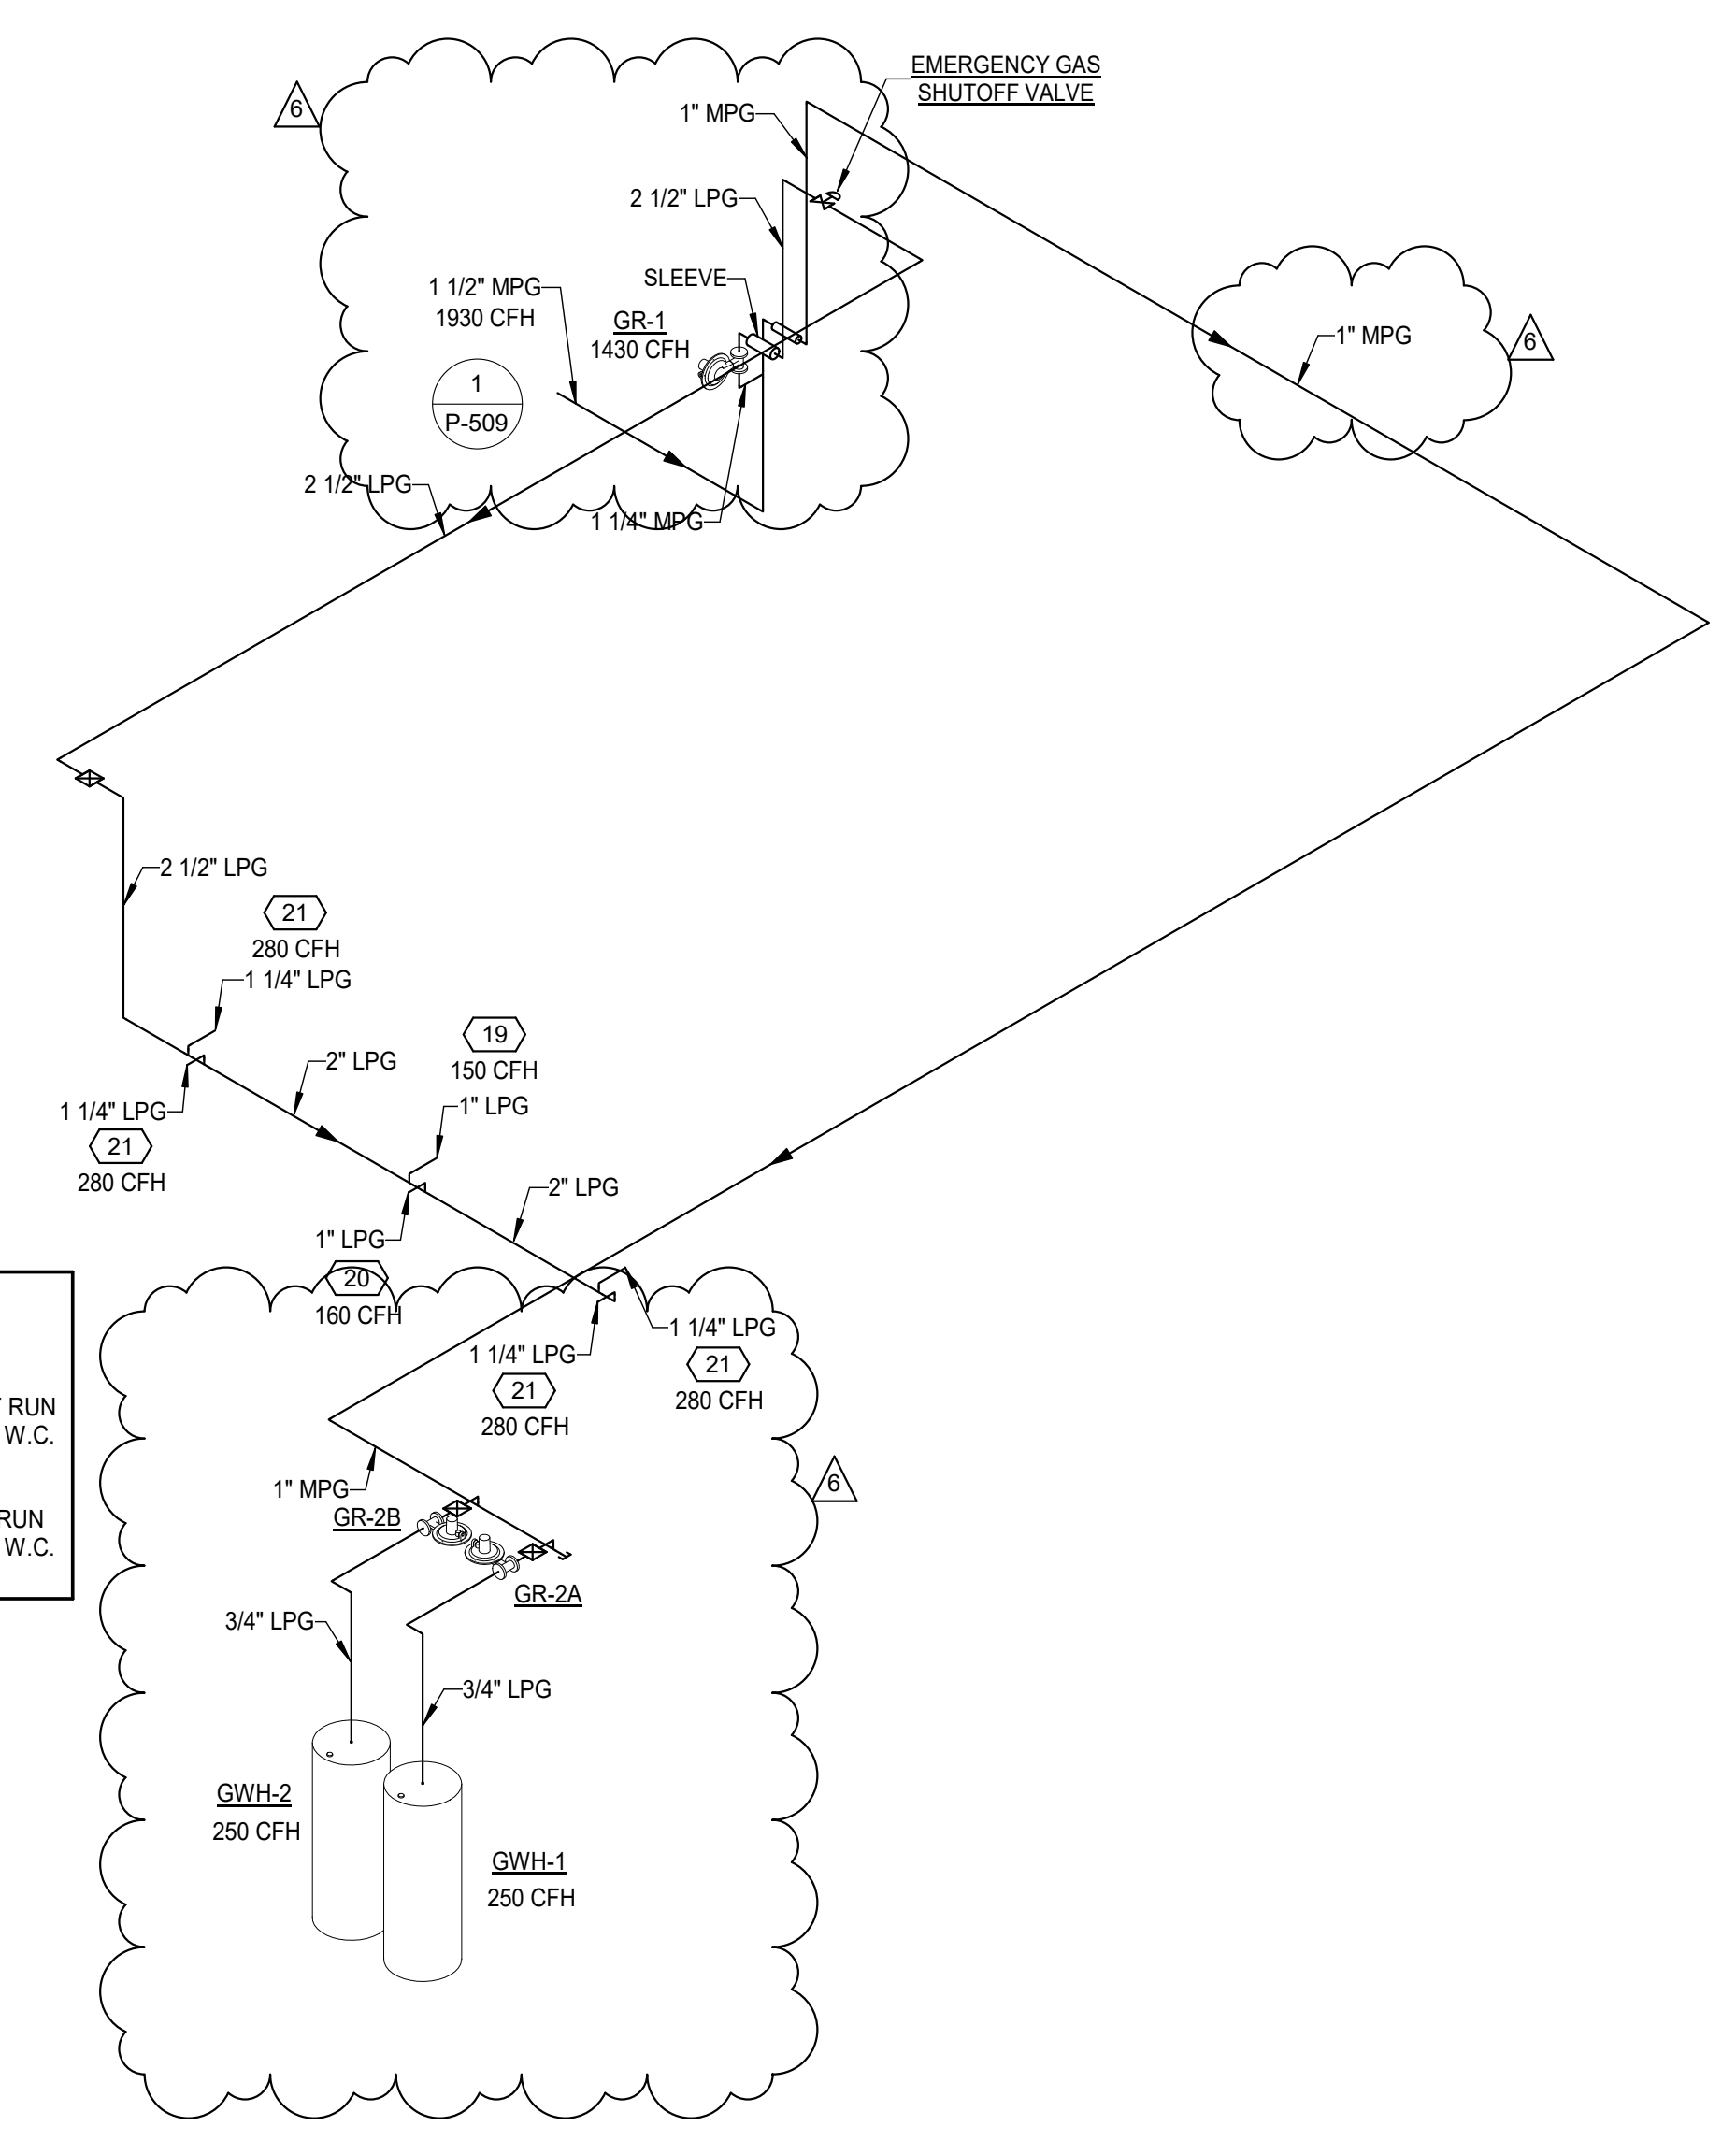 EMERGENCY GAS
SHUTOFF VALVE
6
1" MPG
2 1/2" LPG
SLEEVE
1 1/2" MPG
1930 CFH
GR-1
1430 CFH
1" MPG
6
1
P-509
2 1/2" LPG
1 1/4" MPG
2 1/2" LPG
21
280 CFH
1 1/4" LPG
19
150 CFH
2" LPG
1" LPG
1 1/4" LPG
21
280 CFH
2" LPG
1" LPG
20
160 CFH
1 1/4" LPG
21
280 CFH
1 1/4" LPG
21
280 CFH
RUN
W.C.
RUN
W.C.
1" MPG
6
GR-2B
GR-2A
3/4" LPG
3/4" LPG
GWH-2
250 CFH
GWH-1
250 CFH